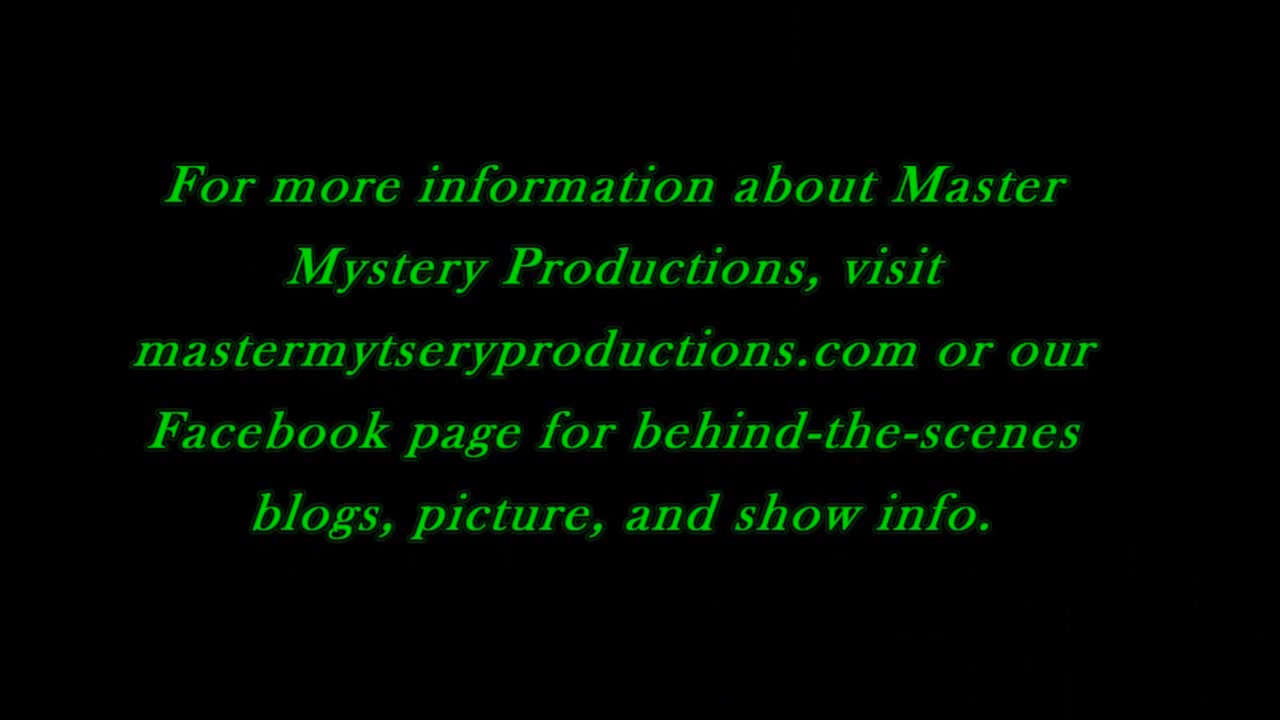 For more information about Master
Mystery Productions, visit
mastermytseryproductions.com or our
Facebook page for behind-the-scenes
blogs, picture, and show info.